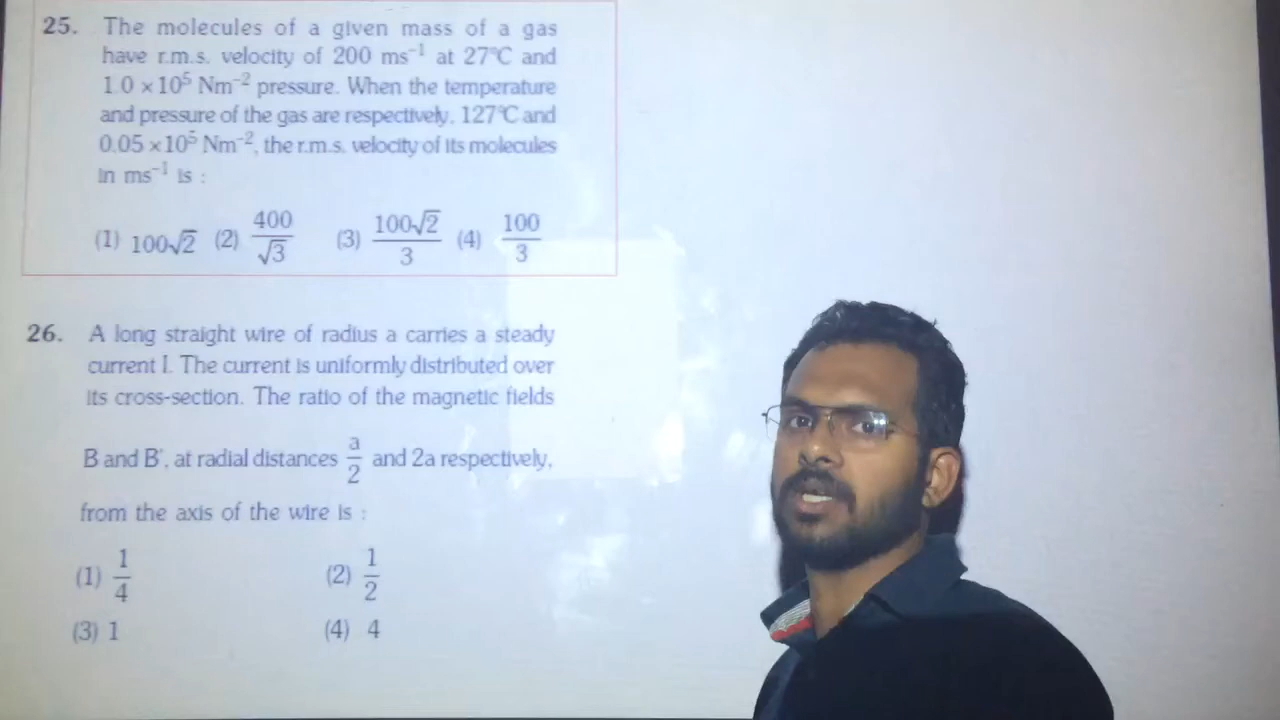 25. The molecules of a given mass of a gas
have r.m.s. velocity of 200 ms⁻¹ at 27°C and
1.0 ×10⁵ Nm⁻² pressure. When the temperature
and pressure of the gas are respectively, 127°C and
0.05 ×10⁵ Nm⁻², the r.m.s. velocity of its molecules
in ms⁻¹ is :
(1) 100√2 (2) 400/√3 (3) 100√2/3 (4) 100/3
26. A long straight wire of radius a carries a steady
current I. The current is uniformly distributed over
its cross-section. The ratio of the magnetic fields
B and B', at radial distances a/2 and 2a respectively,
from the axis of the wire is :
(1) 1/4 (2) 1/2
(3) 1 (4) 4